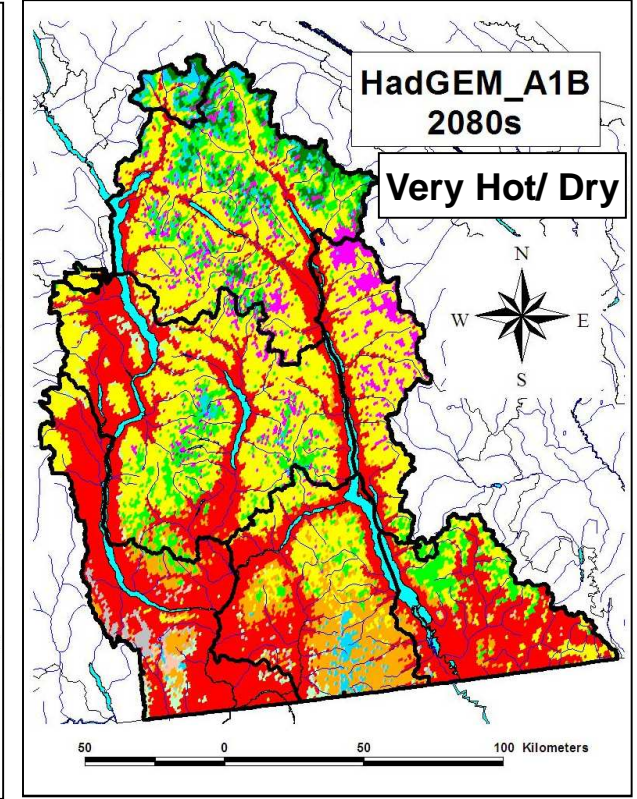 HadGEM_A1B
2080s
Very Hot/ Dry
N
W E
S
50 0 50 100 Kilometers